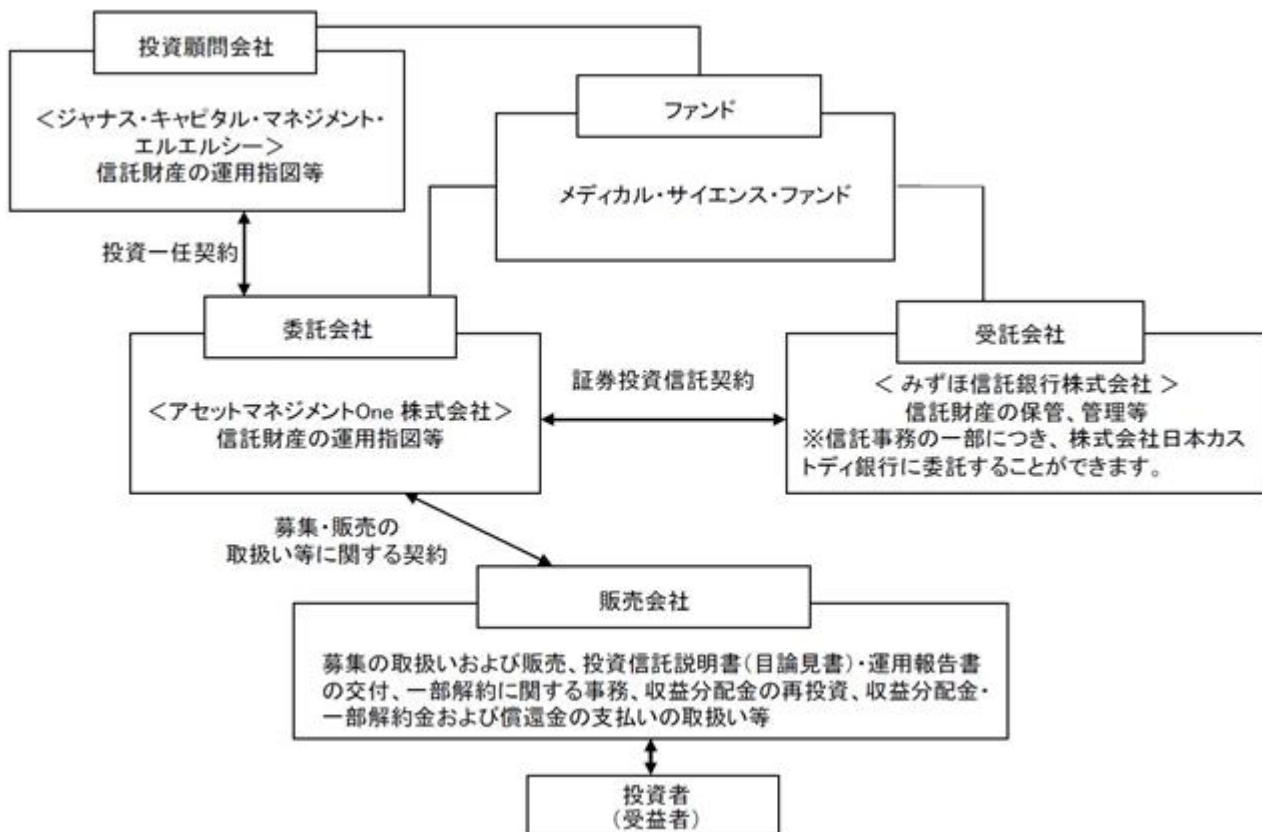 投資顧問会社
＜ジャナス・キャピタル・マネジメント・
エルエルシー＞
信託財産の運用指図等
ファンド
メディカル・サイエンス・ファンド
投資一任契約
委託会社
＜アセットマネジメントOne 株式会社＞
信託財産の運用指図等
証券投資信託契約
受託会社
＜ みずほ信託銀行株式会社 ＞
信託財産の保管、管理等
※信託事務の一部につき、株式会社日本カス
トディ銀行に委託することができます。
募集・販売の
取扱い等に関する契約
販売会社
募集の取扱いおよび販売、投資信託説明書（目論見書）・運用報告書
の交付、一部解約に関する事務、収益分配金の再投資、収益分配金・
一部解約金および償還金の支払いの取扱い等
投資者
（受益者）